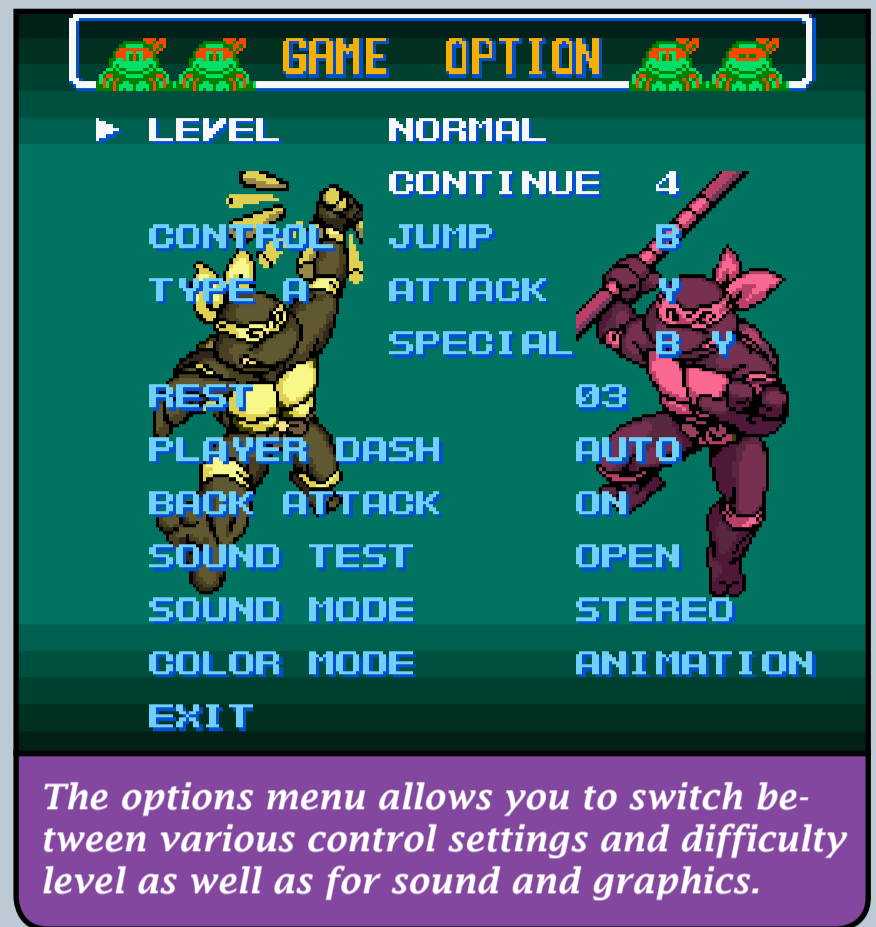 GAME OPTION
LEVEL NORMAL
CONTINUE 4
CONTROL JUMP B
TYPE A ATTACK Y
SPECIAL B Y
REST 03
PLAYER DASH AUTO
BACK ATTACK ON
SOUND TEST OPEN
SOUND MODE STEREO
COLOR MODE ANIMATION
EXIT
The options menu allows you to switch be-
tween various control settings and difficulty
level as well as for sound and graphics.